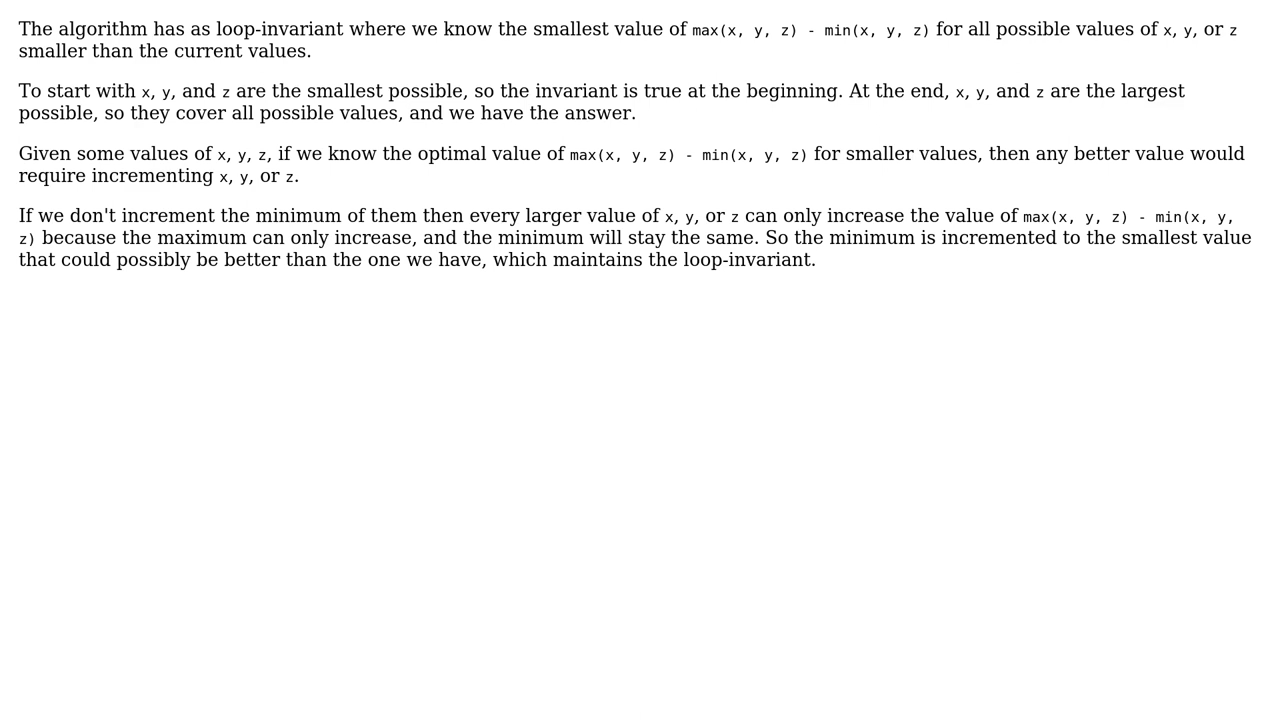 The algorithm has as loop-invariant where we know the smallest value of max(x, y, z) - min(x, y, z) for all possible values of x, y, or z
smaller than the current values.
To start with x, y, and z are the smallest possible, so the invariant is true at the beginning. At the end, x, y, and z are the largest
possible, so they cover all possible values, and we have the answer.
Given some values of x, y, z, if we know the optimal value of max(x, y, z) - min(x, y, z) for smaller values, then any better value would
require incrementing x, y, or z.
If we don't increment the minimum of them then every larger value of x, y, or z can only increase the value of max(x, y, z) - min(x, y,
z) because the maximum can only increase, and the minimum will stay the same. So the minimum is incremented to the smallest value
that could possibly be better than the one we have, which maintains the loop-invariant.